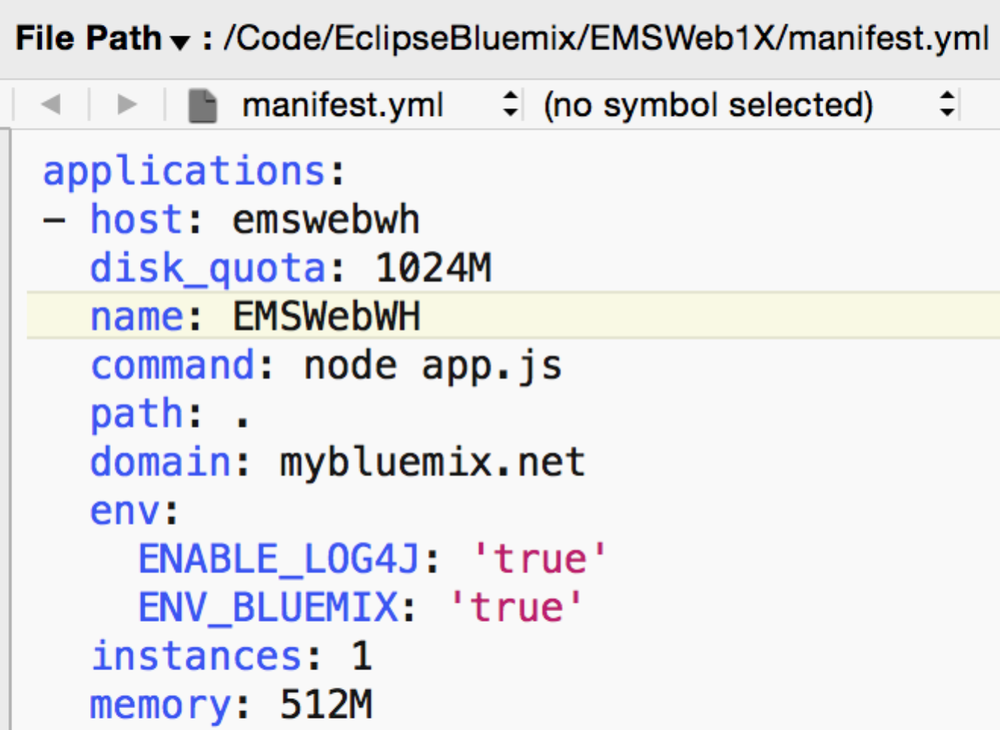 File Path ▾ : /Code/EclipseBluemix/EMSWeb1X/manifest.yml
manifest.yml (no symbol selected)
applications:
- host: emswebwh
  disk_quota: 1024M
  name: EMSWebWH
  command: node app.js
  path: .
  domain: mybluemix.net
  env:
    ENABLE_LOG4J: 'true'
    ENV_BLUEMIX: 'true'
  instances: 1
  memory: 512M